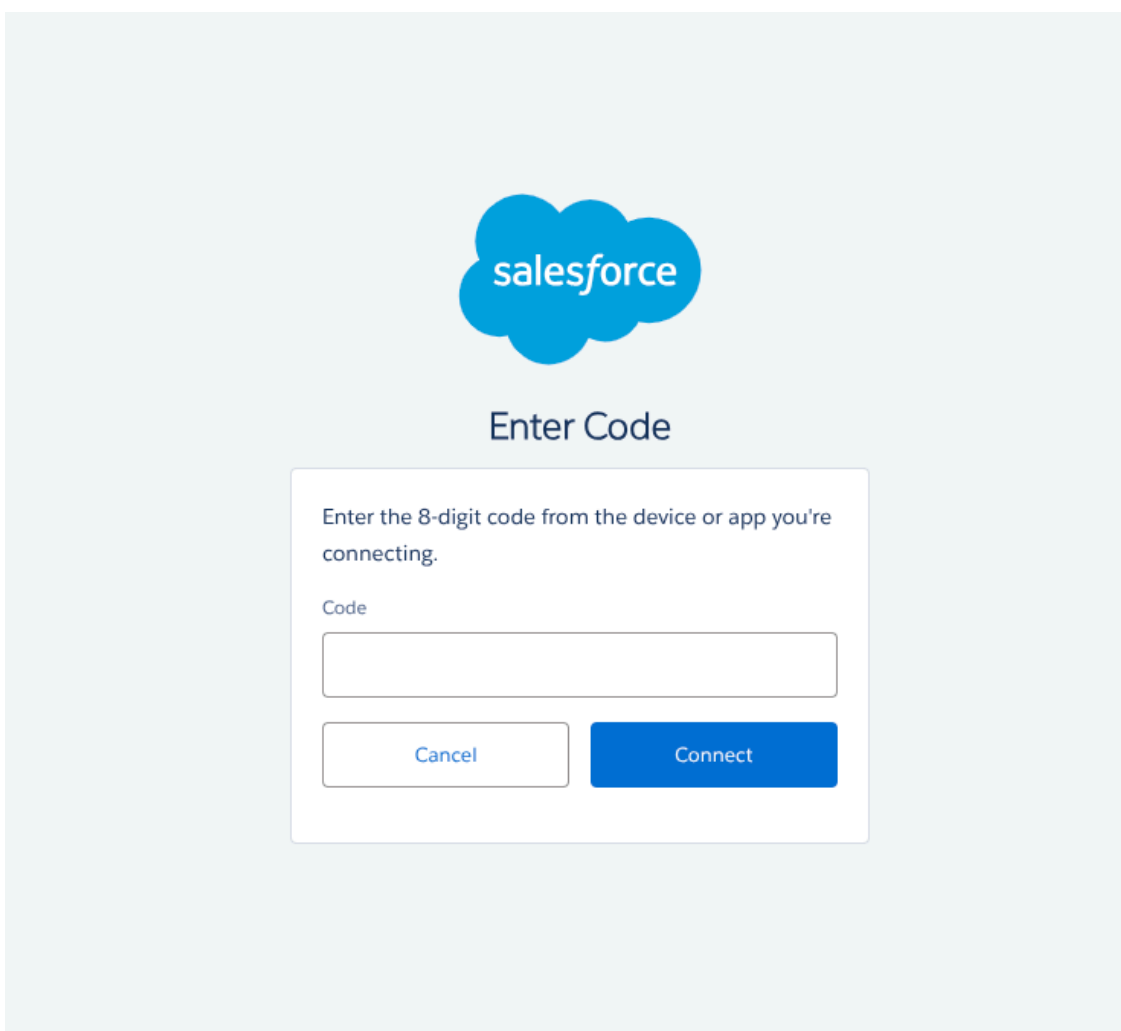 salesforce
Enter Code
Enter the 8-digit code from the device or app you're
connecting.
Code
Cancel
Connect